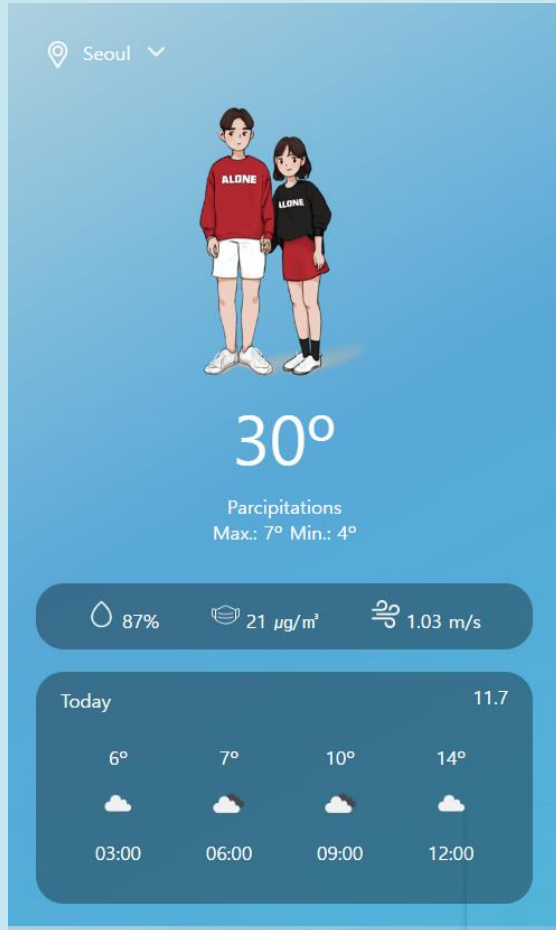 Seoul
ALONE
ALONE
30º
Parcipitations
Max.: 7º Min.: 4º
87% 21 ㎍/㎥ 1.03 m/s
Today 11.7
6º 7º 10º 14º
03:00 06:00 09:00 12:00